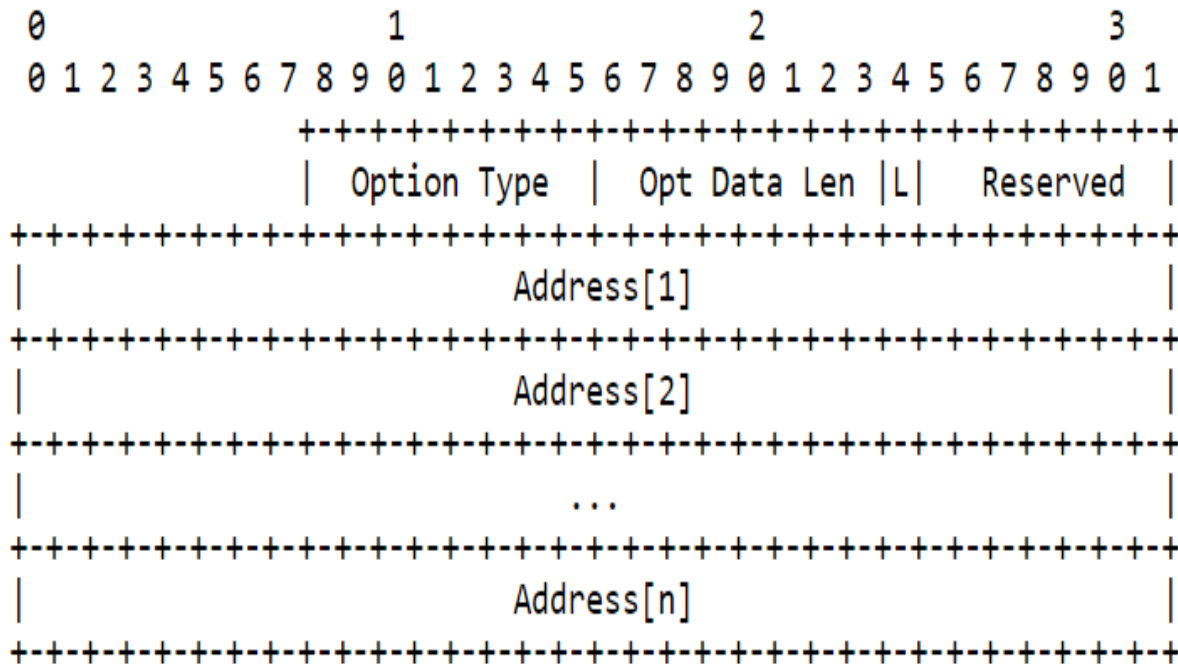 0                   1                   2                   3
 0 1 2 3 4 5 6 7 8 9 0 1 2 3 4 5 6 7 8 9 0 1 2 3 4 5 6 7 8 9 0 1
                +-+-+-+-+-+-+-+-+-+-+-+-+-+-+-+-+-+-+-+-+-+-+-+-+
                |  Option Type  |  Opt Data Len |L|   Reserved  |
+-+-+-+-+-+-+-+-+-+-+-+-+-+-+-+-+-+-+-+-+-+-+-+-+-+-+-+-+-+-+-+-+
|                           Address[1]                          |
+-+-+-+-+-+-+-+-+-+-+-+-+-+-+-+-+-+-+-+-+-+-+-+-+-+-+-+-+-+-+-+-+
|                           Address[2]                          |
+-+-+-+-+-+-+-+-+-+-+-+-+-+-+-+-+-+-+-+-+-+-+-+-+-+-+-+-+-+-+-+-+
|                              ...                              |
+-+-+-+-+-+-+-+-+-+-+-+-+-+-+-+-+-+-+-+-+-+-+-+-+-+-+-+-+-+-+-+-+
|                           Address[n]                          |
+-+-+-+-+-+-+-+-+-+-+-+-+-+-+-+-+-+-+-+-+-+-+-+-+-+-+-+-+-+-+-+-+